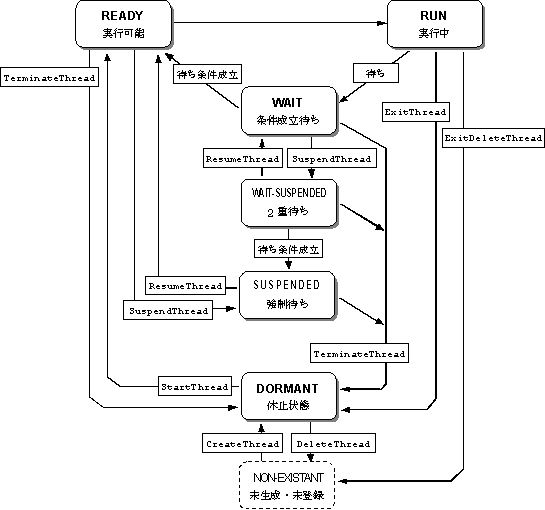 READY
実行可能
RUN
実行中
TerminateThread
待ち条件成立
待ち
WAIT
条件成立待ち
ExitThread
ExitDeleteThread
ResumeThread
SuspendThread
WAIT-SUSPENDED
2重待ち
待ち条件成立
ResumeThread
SUSPENDED
強制待ち
SuspendThread
TerminateThread
StartThread
DORMANT
休止状態
CreateThread
DeleteThread
NON-EXISTANT
未生成・未登録